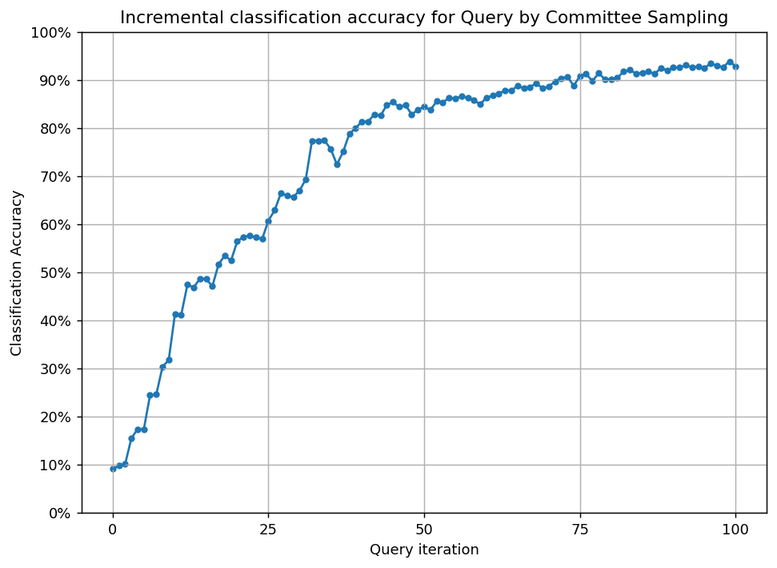 Incremental classification accuracy for Query by Committee Sampling
100%
90%
80%
70%
60%
50%
40%
30%
20%
10%
0%
Classification Accuracy
0 25 50 75 100
Query iteration